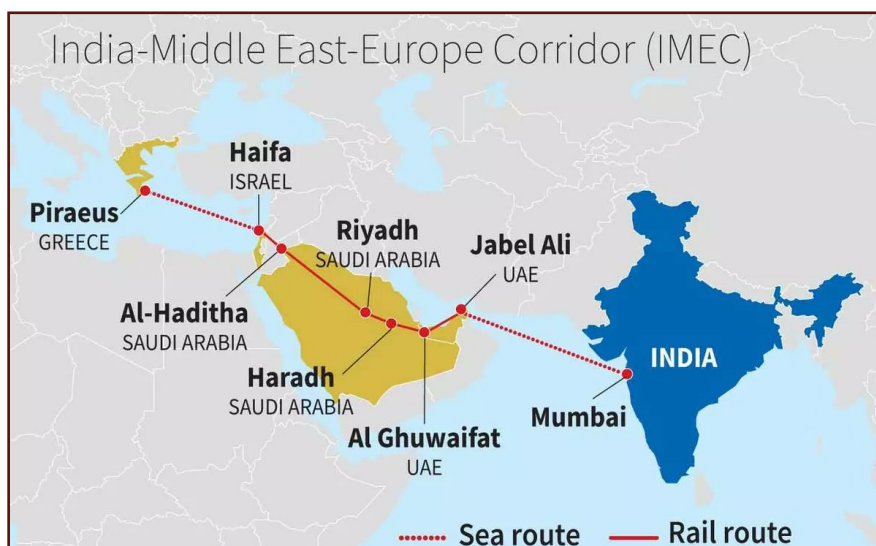 India-Middle East-Europe Corridor (IMEC)
Haifa
ISRAEL
Piraeus
GREECE
Riyadh
SAUDI ARABIA
Jabel Ali
UAE
Al-Haditha
SAUDI ARABIA
INDIA
Haradh
SAUDI ARABIA
Mumbai
Al Ghuwaifat
UAE
Sea route
Rail route